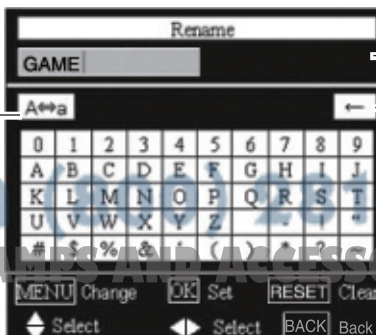 Rename
GAME
A⇔a ←
0 1 2 3 4 5 6 7 8 9
A B C D E F G H I J
K L M N O P Q R S T
U V W X Y Z - ! "
# $ % & ' ( ) * ?
MENU Change OK Set RESET Clear
Select Select BACK Back